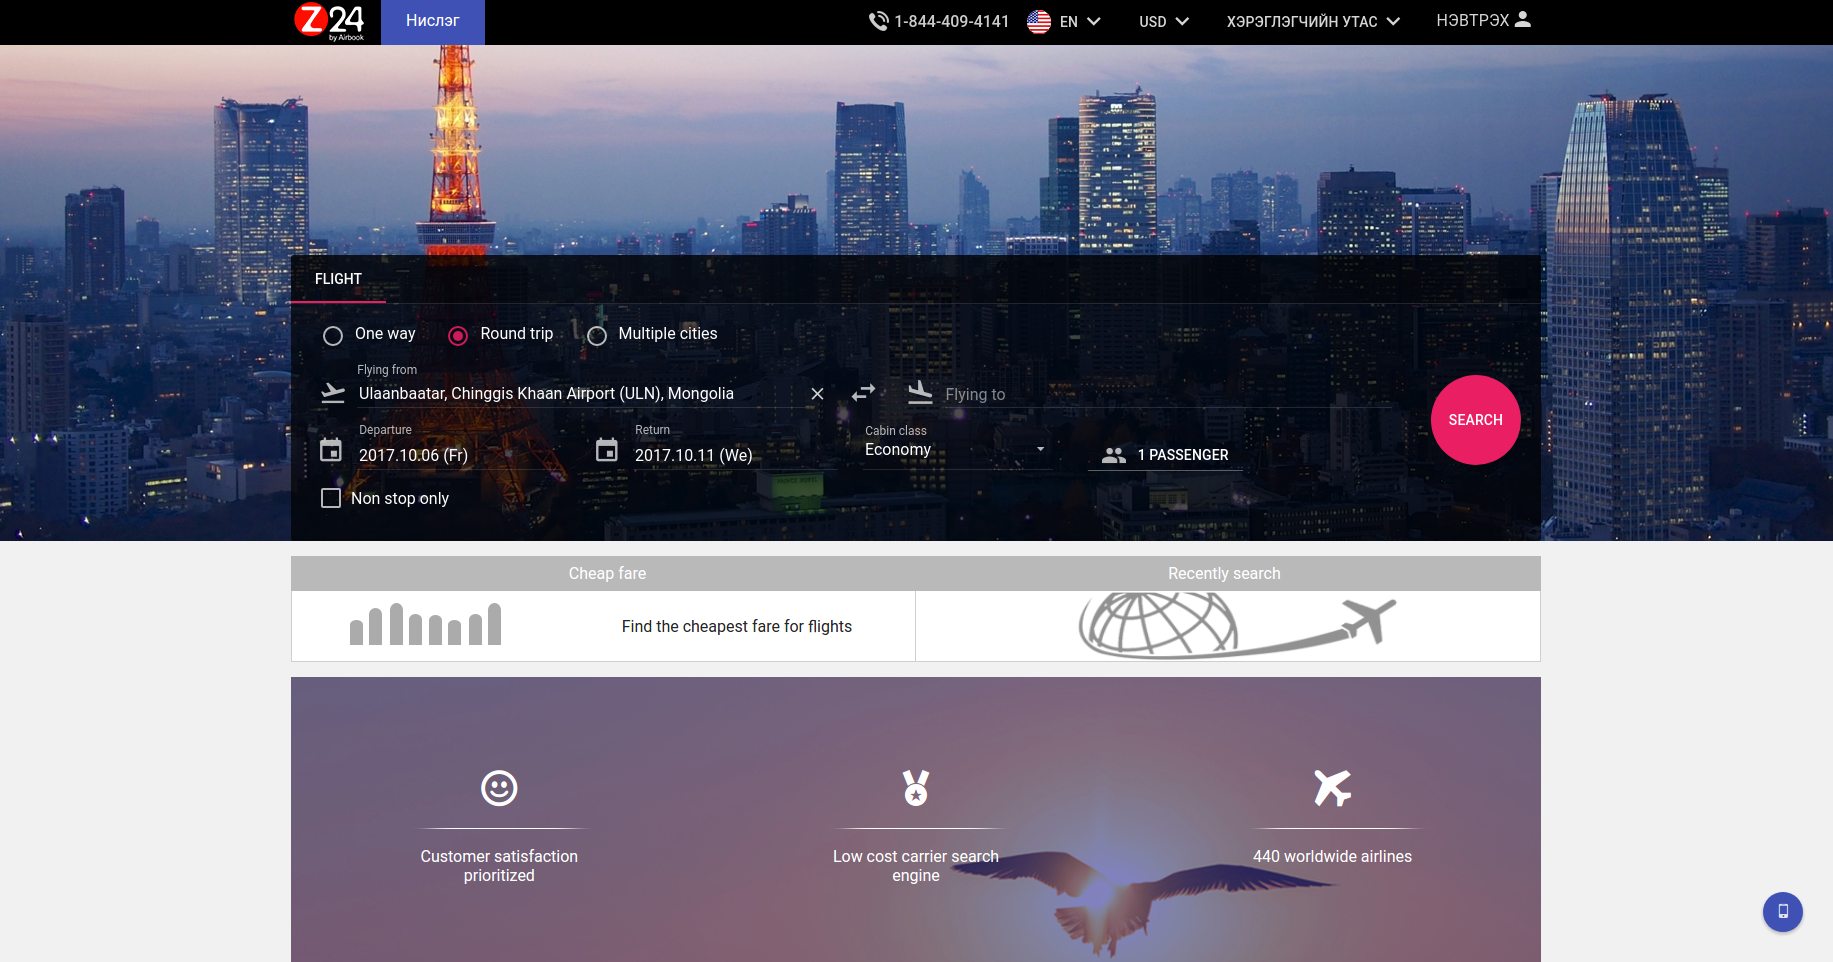 Z24
by Airbook
Нислэг
1-844-409-4141
EN
USD
ХЭРЭГЛЭГЧИЙН УТАС
НЭВТРЭХ
FLIGHT
One way
Round trip
Multiple cities
Flying from
Ulaanbaatar, Chinggis Khaan Airport (ULN), Mongolia
Flying to
SEARCH
Departure
2017.10.06 (Fr)
Return
2017.10.11 (We)
Cabin class
Economy
1 PASSENGER
Non stop only
Cheap fare
Recently search
Find the cheapest fare for flights
Customer satisfaction
prioritized
Low cost carrier search
engine
440 worldwide airlines